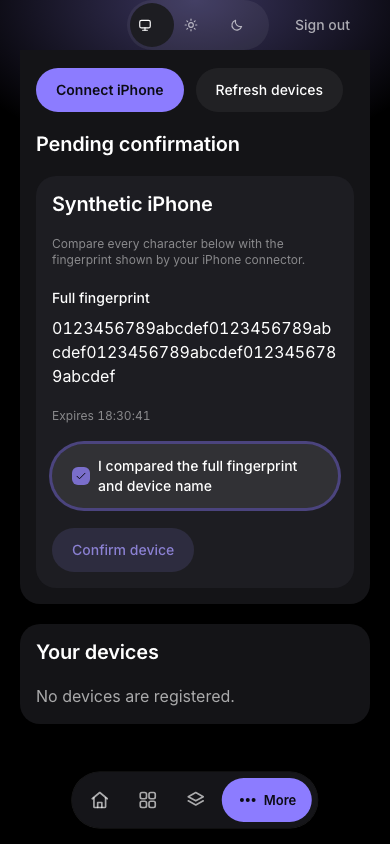 Sign out
Connect iPhone
Refresh devices
Pending confirmation
Synthetic iPhone
Compare every character below with the
fingerprint shown by your iPhone connector.
Full fingerprint
0123456789abcdef0123456789ab
cdef0123456789abcdef012345678
9abcdef
Expires 18:30:41
I compared the full fingerprint
and device name
Confirm device
Your devices
No devices are registered.
More